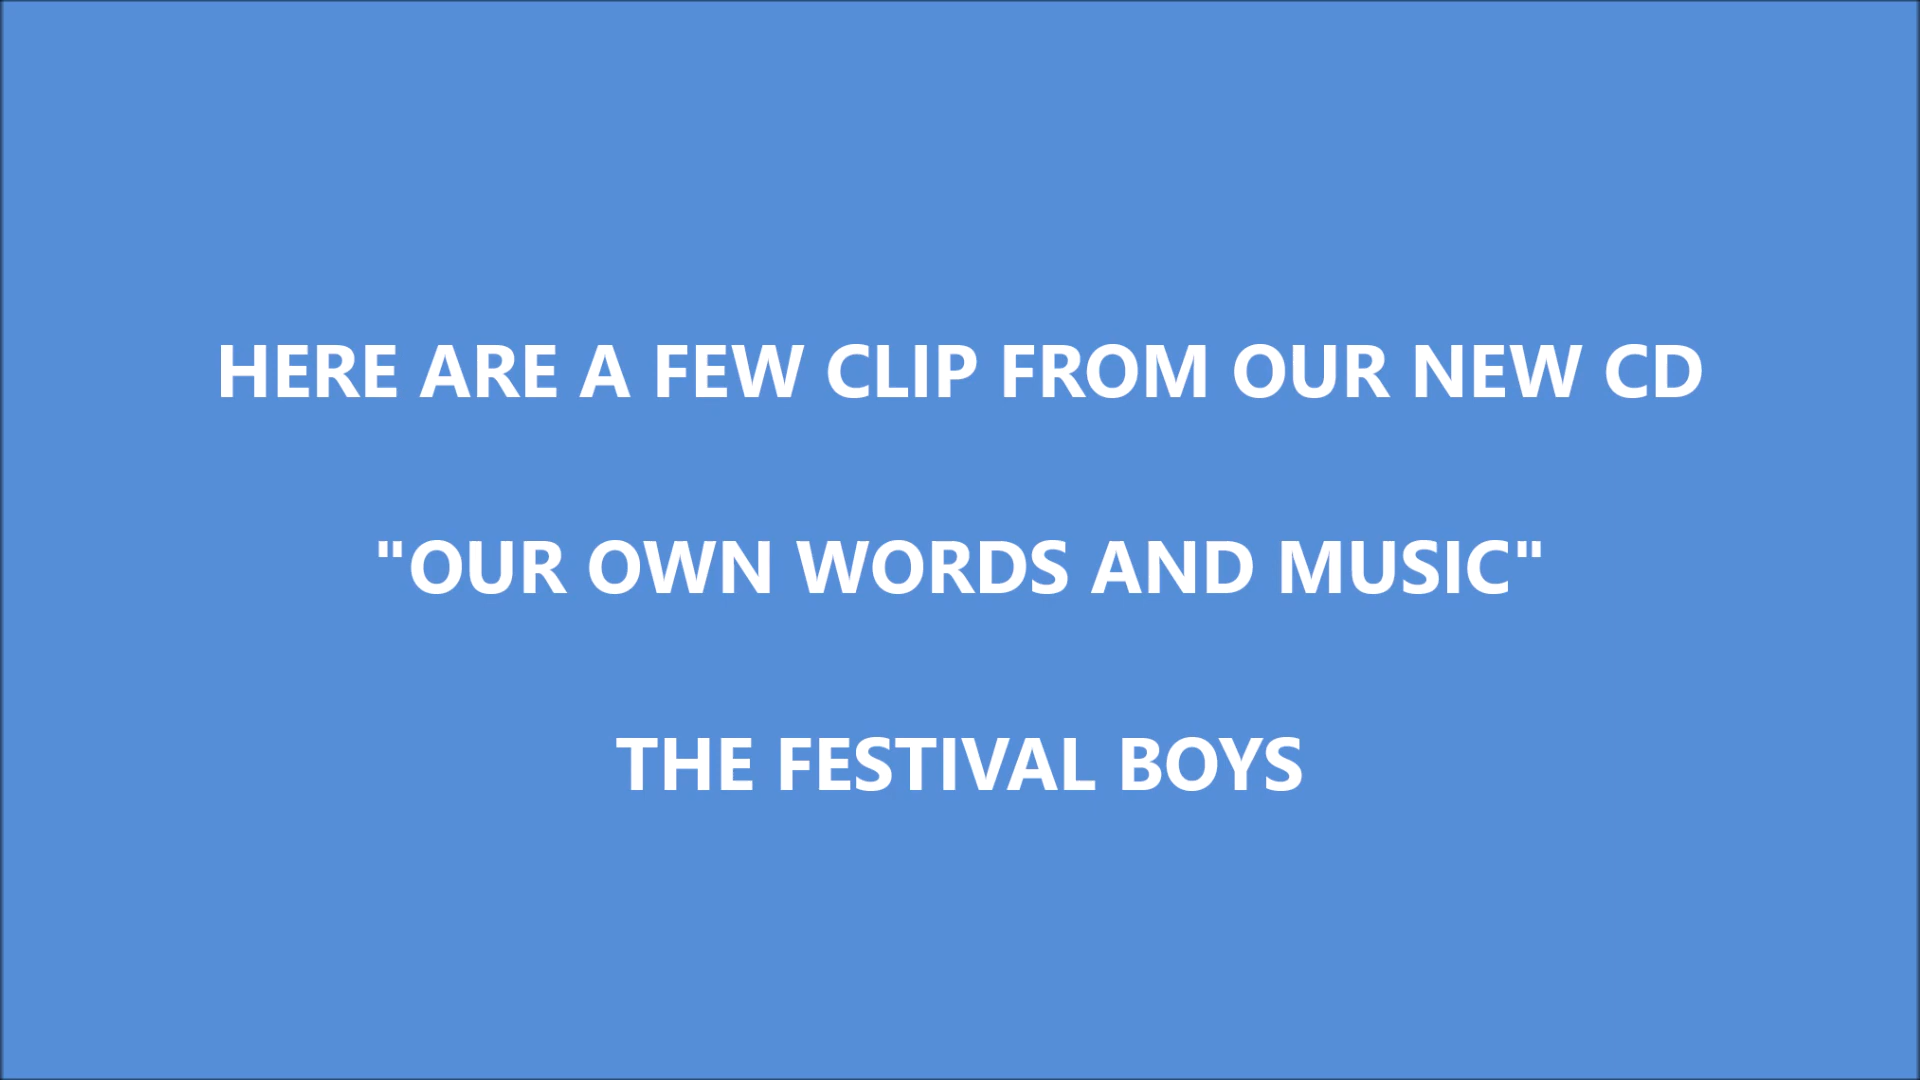 HERE ARE A FEW CLIP FROM OUR NEW CD
"OUR OWN WORDS AND MUSIC"
THE FESTIVAL BOYS